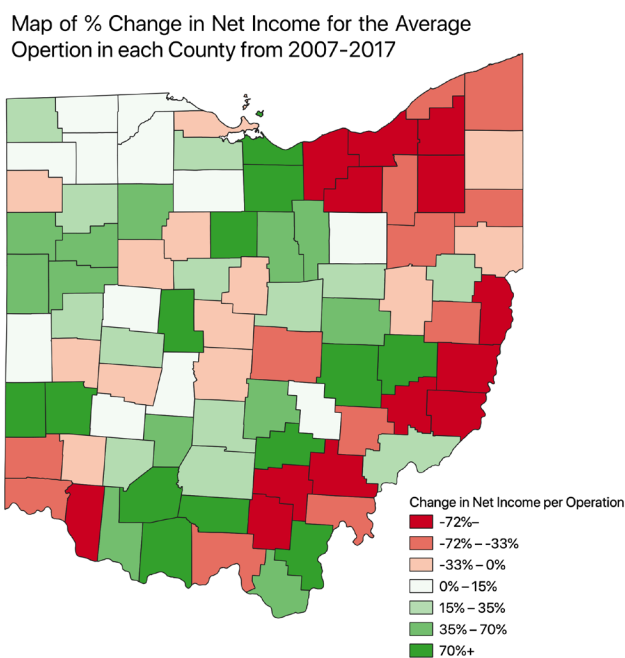 Map of % Change in Net Income for the Average
Opertion in each County from 2007-2017
Change in Net Income per Operation
-72%–
-72% – -33%
-33% – 0%
0% – 15%
15% – 35%
35% – 70%
70%+